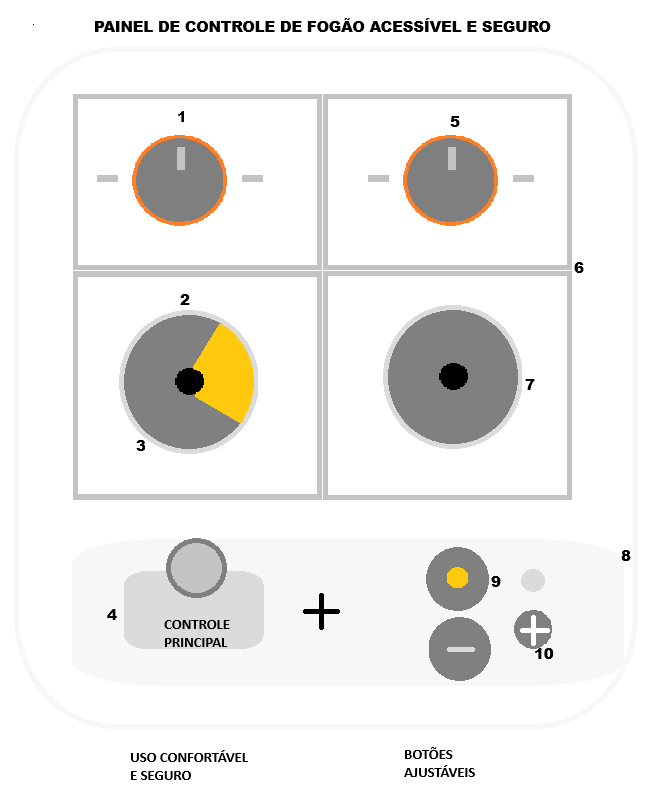 PAINEL DE CONTROLE DE FOGÃO ACESSÍVEL E SEGURO
1
5
6
2
7
3
8
9
4
CONTROLE
PRINCIPAL
10
USO CONFORTÁVEL
E SEGURO
BOTÕES
AJUSTÁVEIS